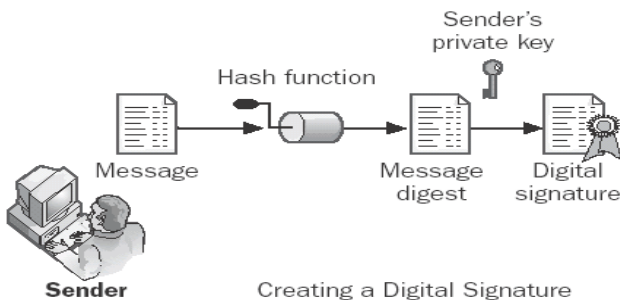 Sender's
private key
Hash function
Message
Message
digest
Digital
signature
Sender
Creating a Digital Signature